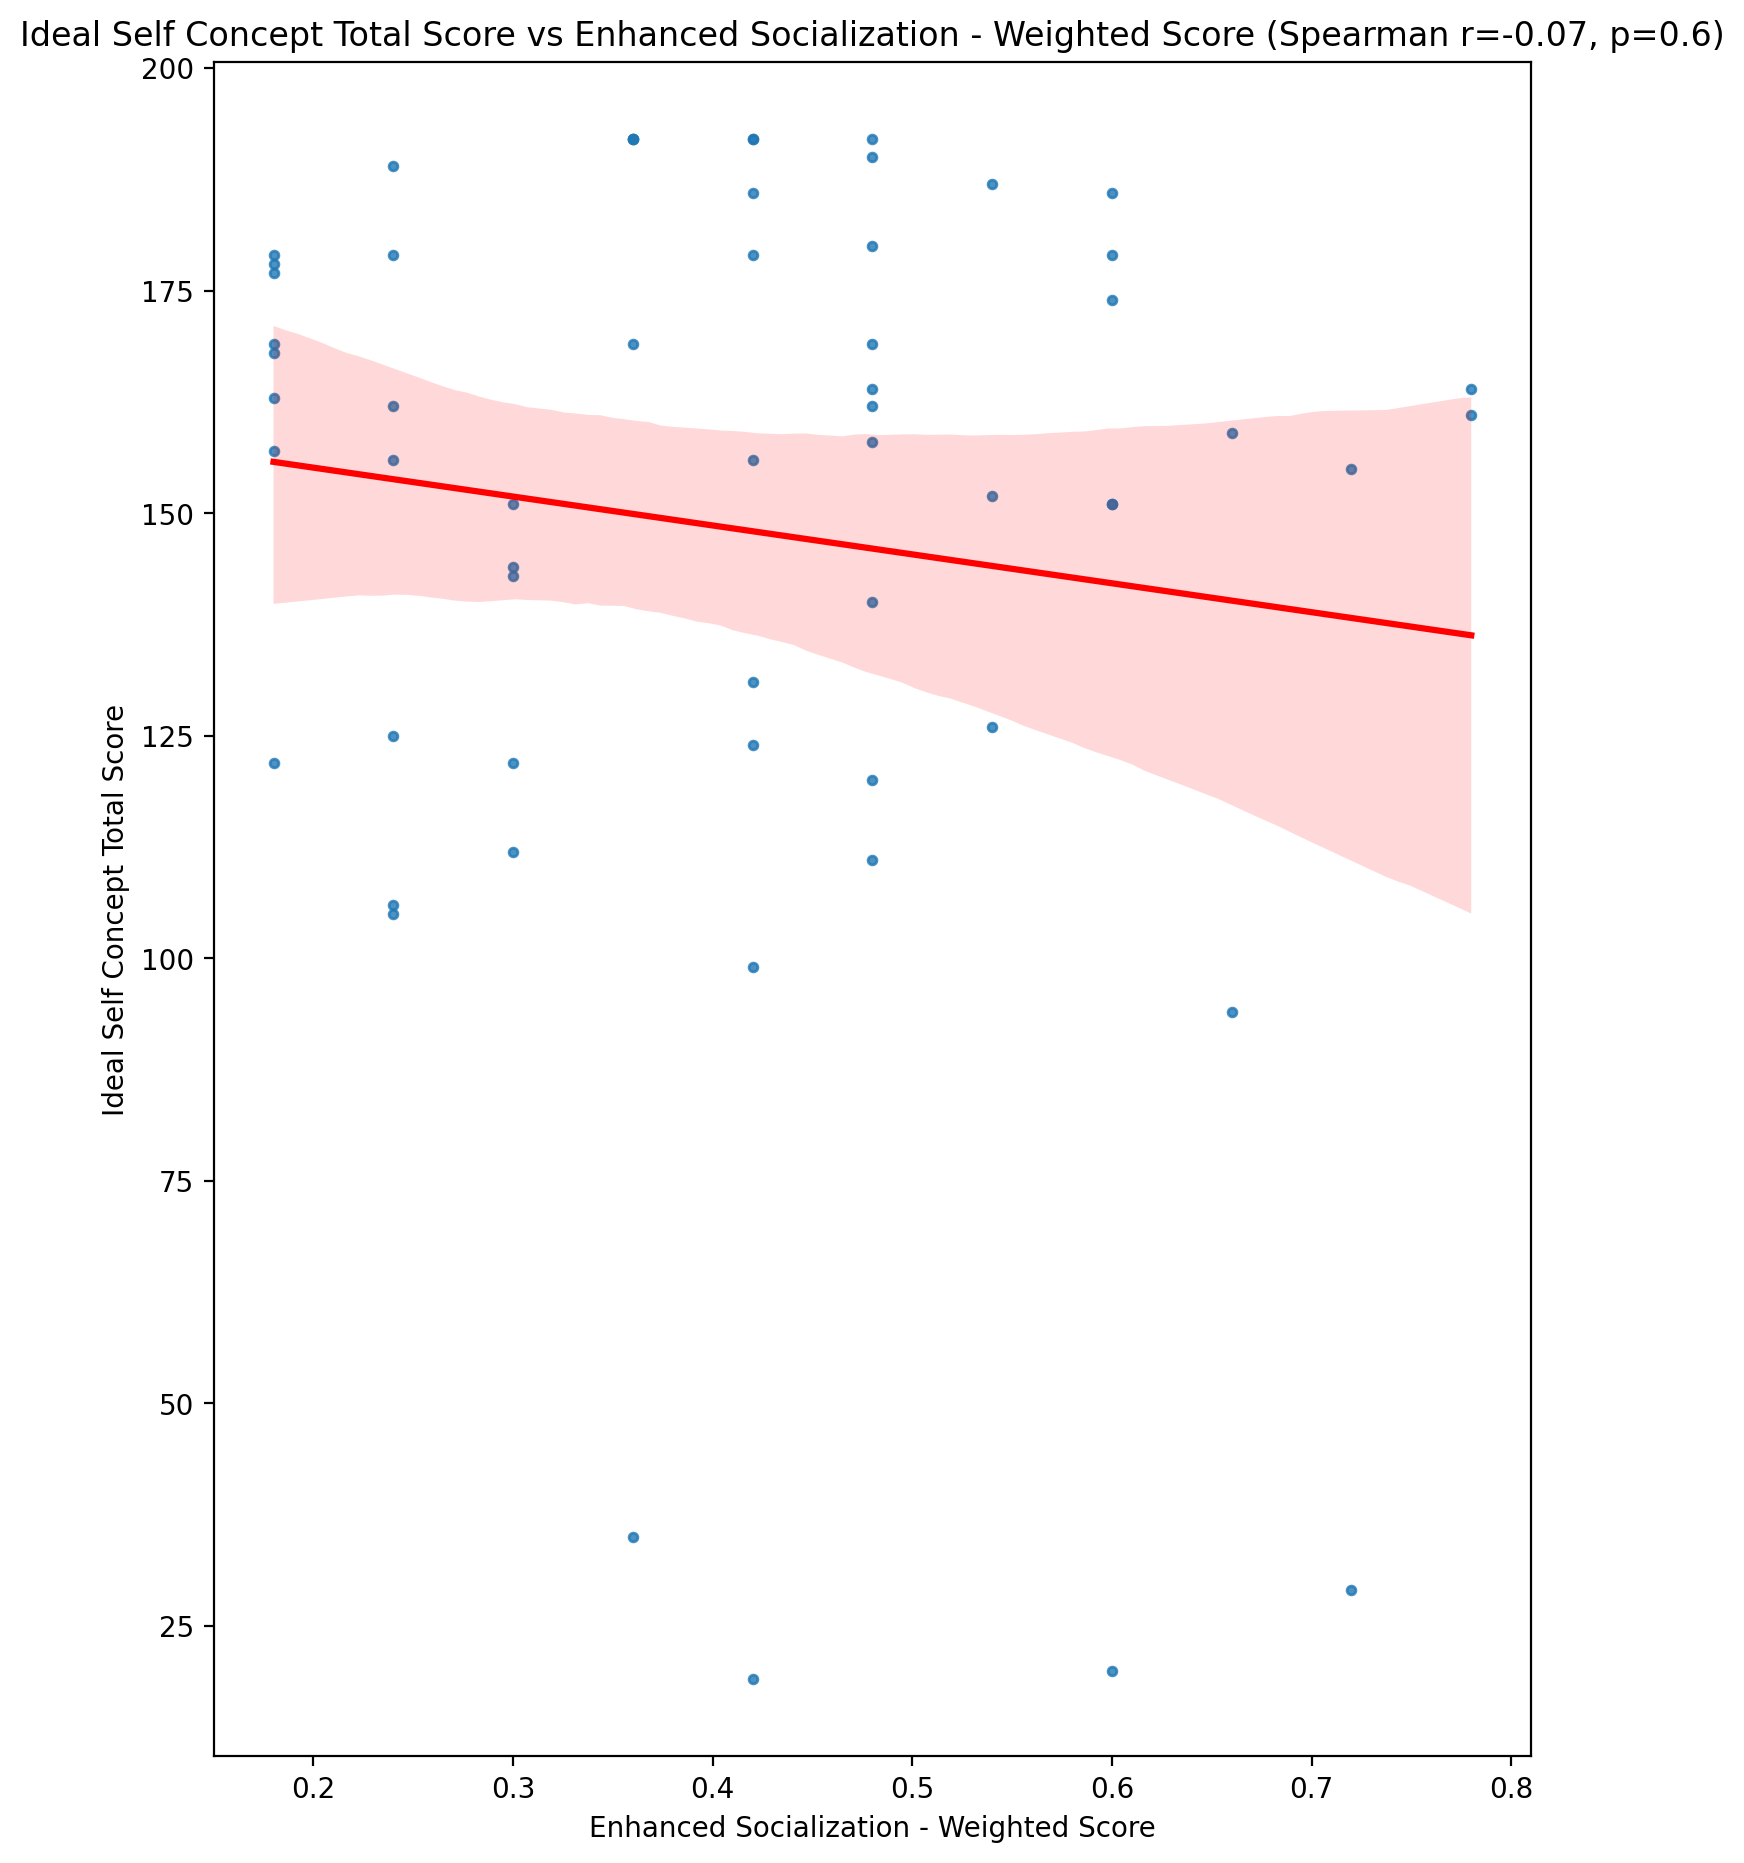 Ideal Self Concept Total Score vs Enhanced Socialization - Weighted Score (Spearman r=-0.07, p=0.6)
200
175
150
125
100
75
50
25
Ideal Self Concept Total Score
0.2 0.3 0.4 0.5 0.6 0.7 0.8
Enhanced Socialization - Weighted Score